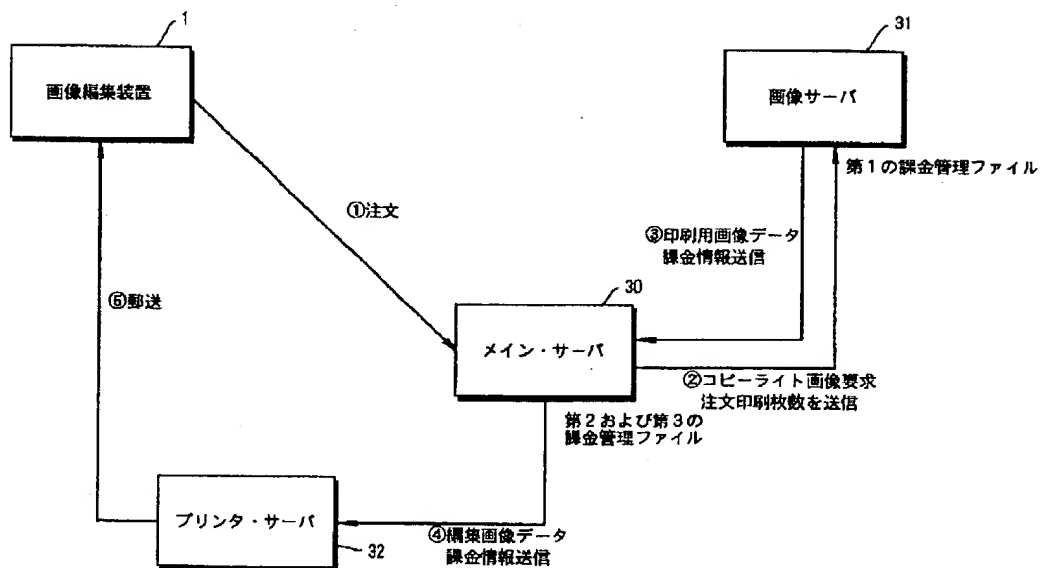 1
画像編集装置
31
画像サーバ
第1の課金管理ファイル
①注文
③印刷用画像データ
課金情報送信
30
メイン・サーバ
②コピーライト画像要求
注文印刷枚数を送信
第2および第3の
課金管理ファイル
⑤郵送
プリンタ・サーバ
32
④編集画像データ
課金情報送信